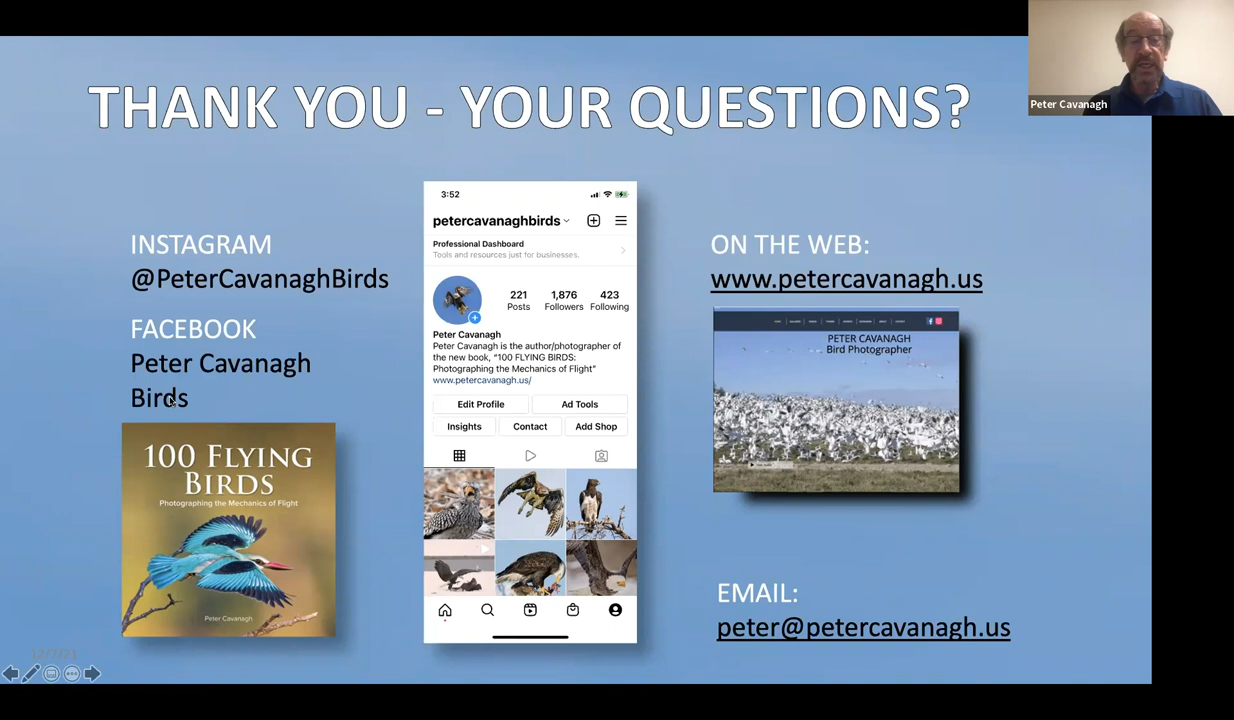 Peter Cavanagh
THANK YOU - YOUR QUESTIONS?
INSTAGRAM
@PeterCavanaghBirds
FACEBOOK
Peter Cavanagh
Birds
100 FLYING
BIRDS
Photographing the Mechanics of Flight
Peter Cavanagh
12/7/21
3:52
petercavanaghbirds
Professional Dashboard
Tools and resources just for businesses.
221 1,876 423
Posts Followers Following
Peter Cavanagh
Peter Cavanagh is the author/photographer of
the new book, "100 FLYING BIRDS:
Photographing the Mechanics of Flight"
www.petercavanagh.us/
Edit Profile Ad Tools
Insights Contact Add Shop
ON THE WEB:
www.petercavanagh.us
PETER CAVANAGH
Bird Photographer
EMAIL:
peter@petercavanagh.us